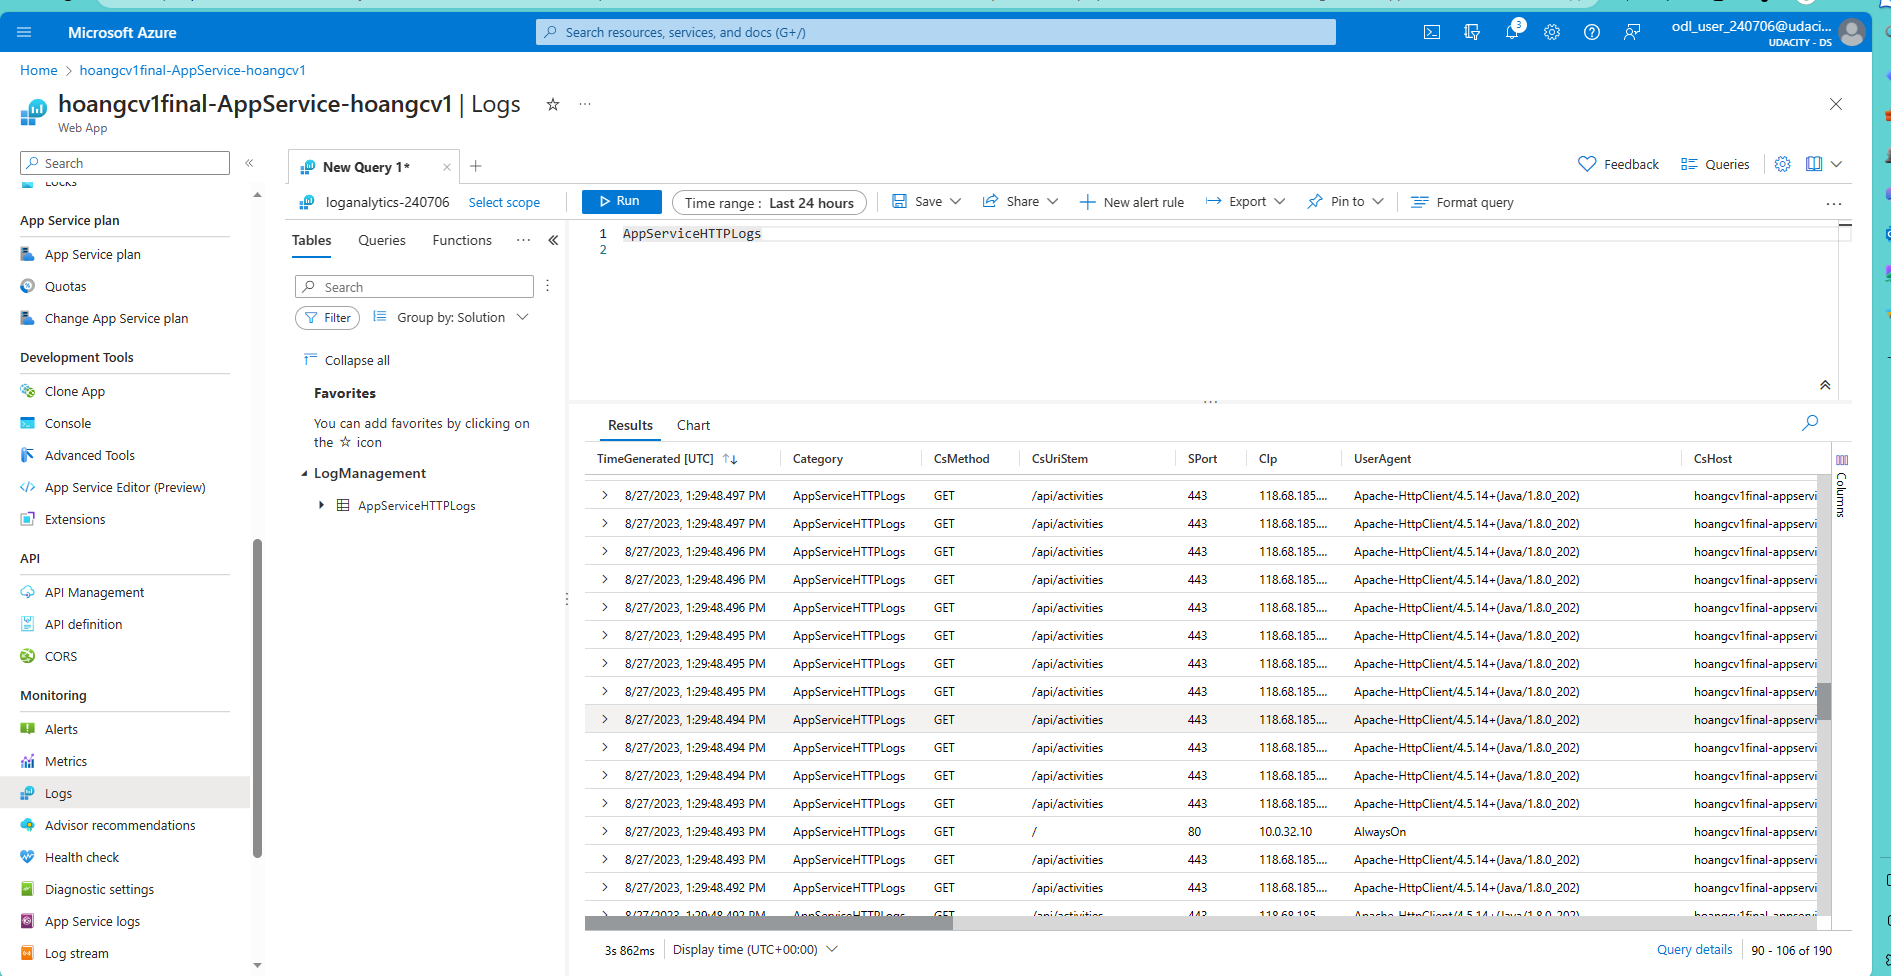 Microsoft Azure
Search resources, services, and docs (G+/)
3
odl_user_240706@udaci...
UDACITY - DS
Home > hoangcv1final-AppService-hoangcv1
hoangcv1final-AppService-hoangcv1 | Logs
Web App
Search
Locks
App Service plan
App Service plan
Quotas
Change App Service plan
Development Tools
Clone App
Console
Advanced Tools
App Service Editor (Preview)
Extensions
API
API Management
API definition
CORS
Monitoring
Alerts
Metrics
Logs
Advisor recommendations
Health check
Diagnostic settings
App Service logs
Log stream
New Query 1*
Feedback
Queries
loganalytics-240706 Select scope
Run
Time range : Last 24 hours
Save
Share
New alert rule
Export
Pin to
Format query
Tables Queries Functions
Search
Filter
Group by: Solution
Collapse all
Favorites
You can add favorites by clicking on
the ☆ icon
LogManagement
AppServiceHTTPLogs
1 AppServiceHTTPLogs
2
Results Chart
TimeGenerated [UTC] Category CsMethod CsUriStem SPort CIp UserAgent CsHost
8/27/2023, 1:29:48.497 PM AppServiceHTTPLogs GET /api/activities 443 118.68.185.... Apache-HttpClient/4.5.14+(Java/1.8.0_202) hoangcv1final-appservi
8/27/2023, 1:29:48.497 PM AppServiceHTTPLogs GET /api/activities 443 118.68.185.... Apache-HttpClient/4.5.14+(Java/1.8.0_202) hoangcv1final-appservi
8/27/2023, 1:29:48.496 PM AppServiceHTTPLogs GET /api/activities 443 118.68.185.... Apache-HttpClient/4.5.14+(Java/1.8.0_202) hoangcv1final-appservi
8/27/2023, 1:29:48.496 PM AppServiceHTTPLogs GET /api/activities 443 118.68.185.... Apache-HttpClient/4.5.14+(Java/1.8.0_202) hoangcv1final-appservi
8/27/2023, 1:29:48.496 PM AppServiceHTTPLogs GET /api/activities 443 118.68.185.... Apache-HttpClient/4.5.14+(Java/1.8.0_202) hoangcv1final-appservi
8/27/2023, 1:29:48.495 PM AppServiceHTTPLogs GET /api/activities 443 118.68.185.... Apache-HttpClient/4.5.14+(Java/1.8.0_202) hoangcv1final-appservi
8/27/2023, 1:29:48.495 PM AppServiceHTTPLogs GET /api/activities 443 118.68.185.... Apache-HttpClient/4.5.14+(Java/1.8.0_202) hoangcv1final-appservi
8/27/2023, 1:29:48.495 PM AppServiceHTTPLogs GET /api/activities 443 118.68.185.... Apache-HttpClient/4.5.14+(Java/1.8.0_202) hoangcv1final-appservi
8/27/2023, 1:29:48.494 PM AppServiceHTTPLogs GET /api/activities 443 118.68.185.... Apache-HttpClient/4.5.14+(Java/1.8.0_202) hoangcv1final-appservi
8/27/2023, 1:29:48.494 PM AppServiceHTTPLogs GET /api/activities 443 118.68.185.... Apache-HttpClient/4.5.14+(Java/1.8.0_202) hoangcv1final-appservi
8/27/2023, 1:29:48.494 PM AppServiceHTTPLogs GET /api/activities 443 118.68.185.... Apache-HttpClient/4.5.14+(Java/1.8.0_202) hoangcv1final-appservi
8/27/2023, 1:29:48.493 PM AppServiceHTTPLogs GET /api/activities 443 118.68.185.... Apache-HttpClient/4.5.14+(Java/1.8.0_202) hoangcv1final-appservi
8/27/2023, 1:29:48.493 PM AppServiceHTTPLogs GET / 80 10.0.32.10 AlwaysOn hoangcv1final-appservi
8/27/2023, 1:29:48.493 PM AppServiceHTTPLogs GET /api/activities 443 118.68.185.... Apache-HttpClient/4.5.14+(Java/1.8.0_202) hoangcv1final-appservi
8/27/2023, 1:29:48.492 PM AppServiceHTTPLogs GET /api/activities 443 118.68.185.... Apache-HttpClient/4.5.14+(Java/1.8.0_202) hoangcv1final-appservi
8/27/2023, 1:29:48.492 PM AppServiceHTTPLogs GET /api/activities 443 118.68.185.... Apache-HttpClient/4.5.14+(Java/1.8.0_202) hoangcv1final-appservi
Columns
3s 862ms Display time (UTC+00:00)
Query details 90 - 106 of 190